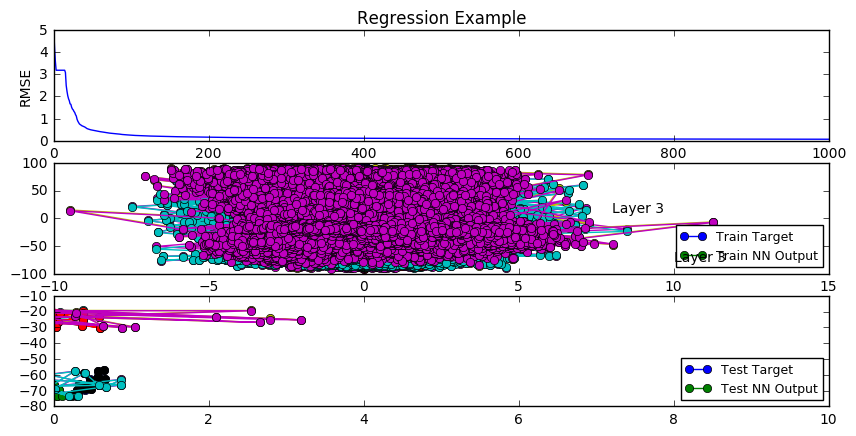 Regression Example
5
4
3
2
1
0
RMSE
0 200 400 600 800 1000
100
50
0
−50
−100
Layer 3
Train Target
Train NN Output
Layer 3
−10 −5 0 5 10 15
−10
−20
−30
−40
−50
−60
−70
−80
Test Target
Test NN Output
0 2 4 6 8 10